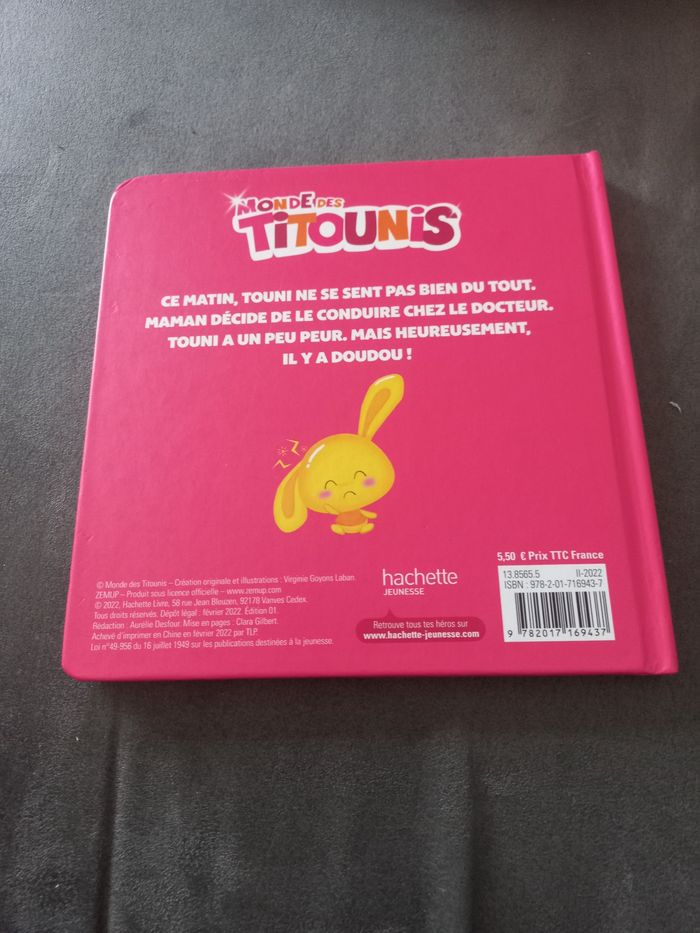 MONDE DES
TiTOUNiS
CE MATIN, TOUNI NE SE SENT PAS BIEN DU TOUT.
MAMAN DÉCIDE DE LE CONDUIRE CHEZ LE DOCTEUR.
TOUNI A UN PEU PEUR. MAIS HEUREUSEMENT,
IL Y A DOUDOU !
© Monde des Titounis – Création originale et illustrations : Virginie Goyons Laban.
ZEMUP – Produit sous licence officielle – www.zemup.com
© 2022, Hachette Livre, 58 rue Jean Bleuzen, 92178 Vanves Cedex.
Tous droits réservés. Dépôt légal : février 2022. Édition 01.
Rédaction : Aurélie Desfour. Mise en pages : Clara Gilbert.
Achevé d'imprimer en Chine en février 2022 par TLP.
Loi n°49-956 du 16 juillet 1949 sur les publications destinées à la jeunesse.
hachette
JEUNESSE
Retrouve tous tes héros sur
www.hachette-jeunesse.com
5,50 € Prix TTC France
13.8565.5 II-2022
ISBN : 978-2-01-716943-7
9 782017 169437